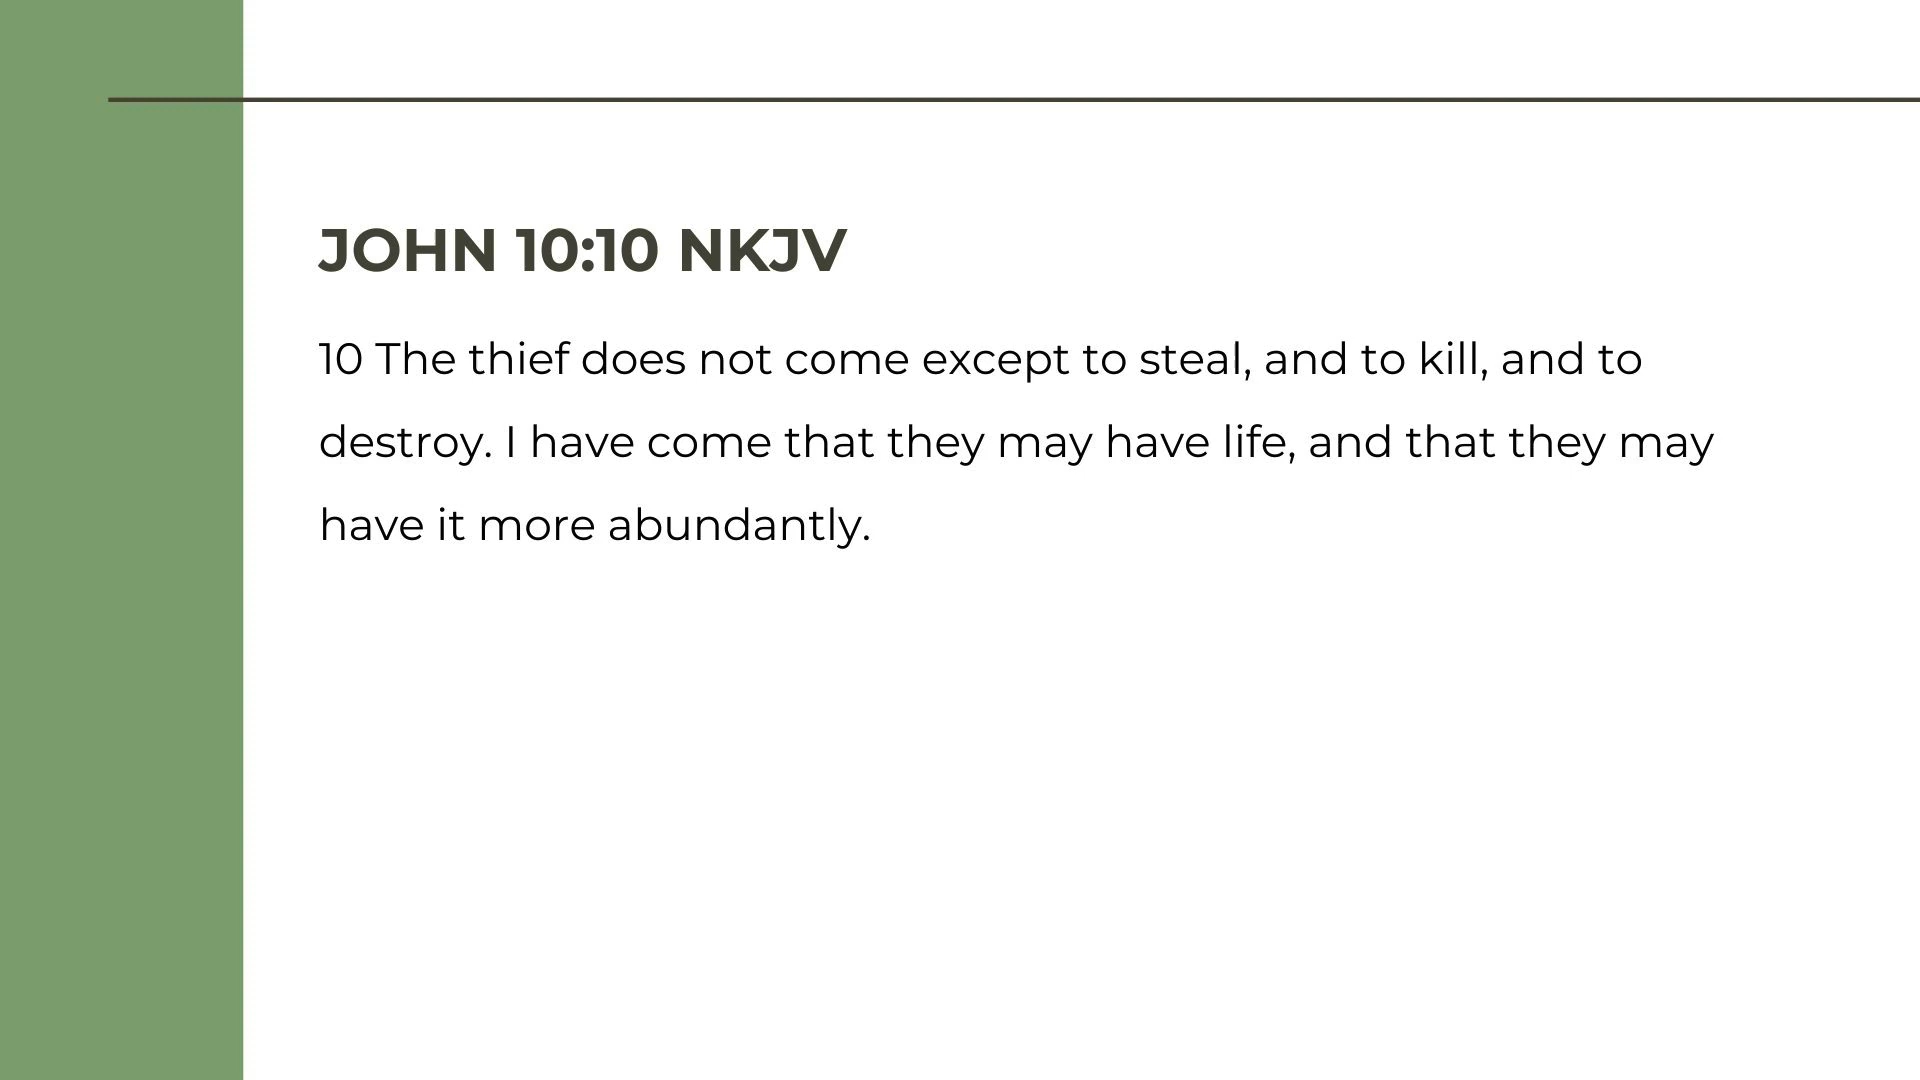 JOHN 10:10 NKJV
10 The thief does not come except to steal, and to kill, and to
destroy. I have come that they may have life, and that they may
have it more abundantly.